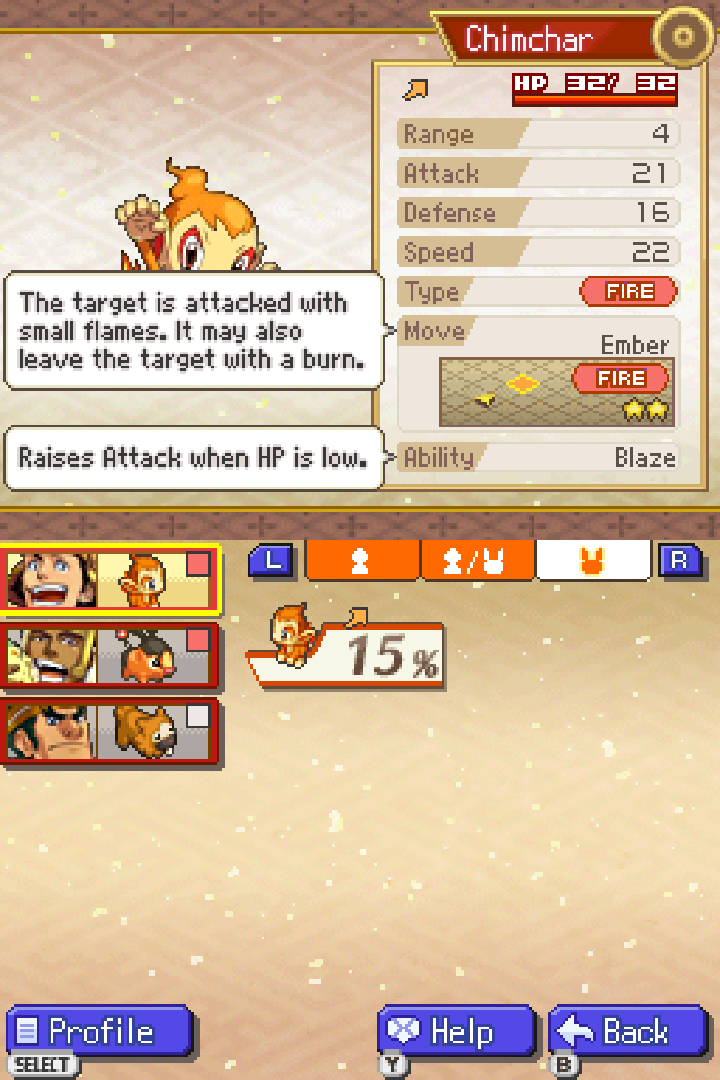 Chimchar
HP 32/ 32
Range 4
Attack 21
Defense 16
Speed 22
Type FIRE
The target is attacked with
small flames. It may also
leave the target with a burn.
Move
Ember
FIRE
Raises Attack when HP is low.
Ability Blaze
L
/
R
15%
Profile
SELECT
Help
Y
Back
B